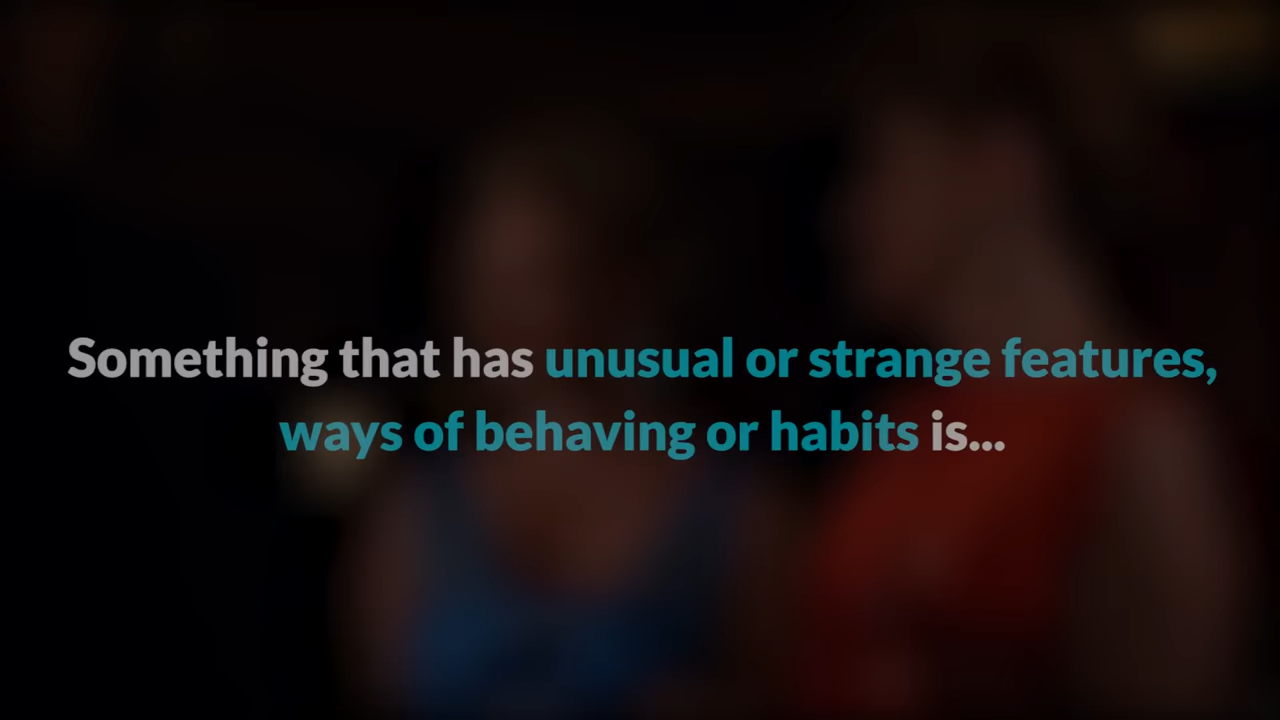 Something that has unusual or strange features,
ways of behaving or habits is...